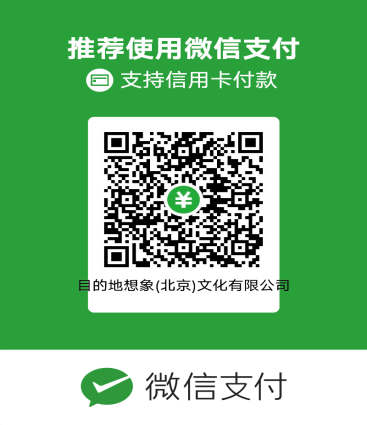 推荐使用微信支付
支持信用卡付款
¥
目的地想象(北京)文化有限公司
微信支付